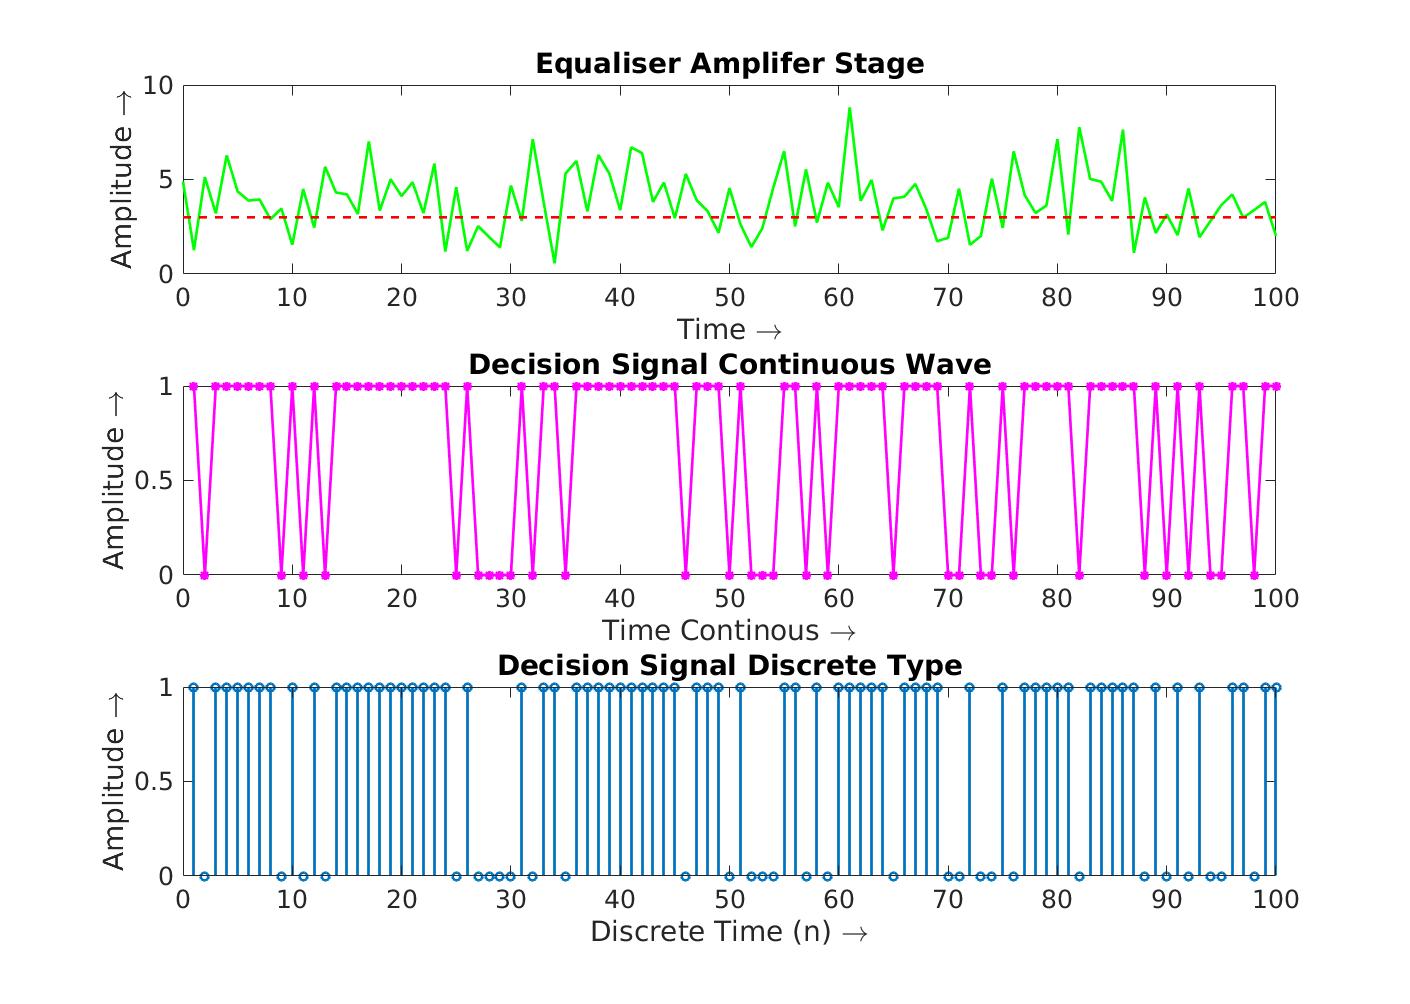 Equaliser Amplifer Stage
Amplitude →
10
5
0
0 10 20 30 40 50 60 70 80 90 100
Time →
Decision Signal Continuous Wave
Amplitude →
1
0.5
0
0 10 20 30 40 50 60 70 80 90 100
Time Continous →
Decision Signal Discrete Type
Amplitude →
1
0.5
0
0 10 20 30 40 50 60 70 80 90 100
Discrete Time (n) →